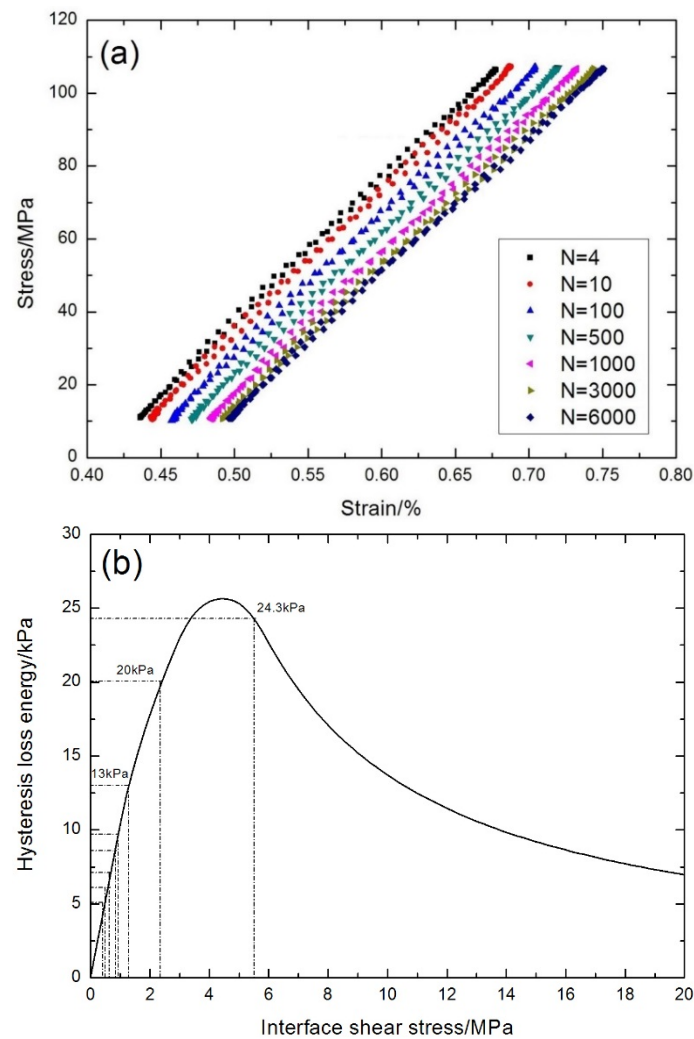 (a)
120
100
80
60
40
20
0
Stress/MPa
N=4
N=10
N=100
N=500
N=1000
N=3000
N=6000
0.40 0.45 0.50 0.55 0.60 0.65 0.70 0.75 0.80
Strain/%
(b)
30
25
20
15
10
5
0
Hysteresis loss energy/kPa
24.3kPa
20kPa
13kPa
0 2 4 6 8 10 12 14 16 18 20
Interface shear stress/MPa